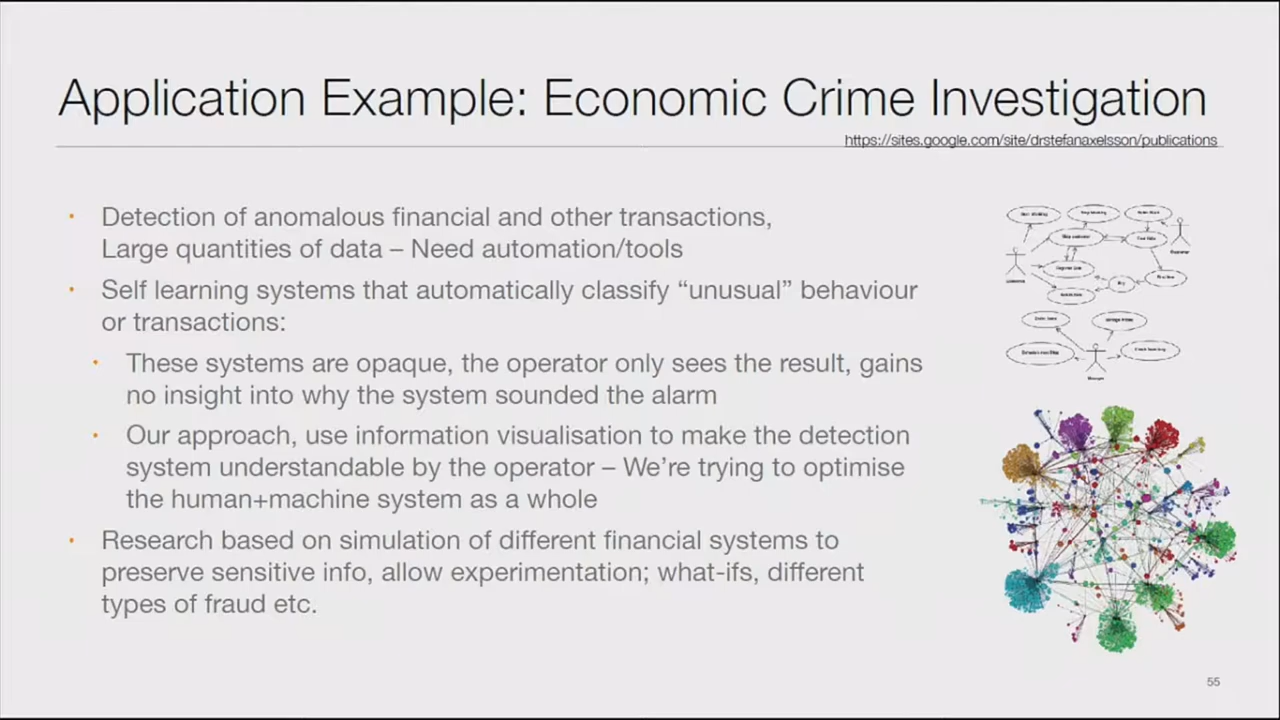 Application Example: Economic Crime Investigation
https://sites.google.com/site/drstefanaxelsson/publications
• Detection of anomalous financial and other transactions,
Large quantities of data – Need automation/tools
• Self learning systems that automatically classify “unusual” behaviour
or transactions:
• These systems are opaque, the operator only sees the result, gains
no insight into why the system sounded the alarm
• Our approach, use information visualisation to make the detection
system understandable by the operator – We’re trying to optimise
the human+machine system as a whole
• Research based on simulation of different financial systems to
preserve sensitive info, allow experimentation; what-ifs, different
types of fraud etc.
Manager
55